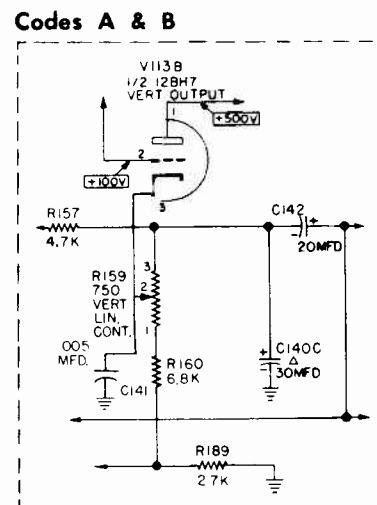 Codes A & B
V113B
1/2 12BH7
VERT OUTPUT
1
+500V
2
+100V
3
R157
4.7K
C142
+
20MFD
R159
750
VERT
LIN.
CONT.
3
2
1
.005
MFD.
C141
R160
6.8K
+
C140C
Δ
30MFD
R189
2.7K